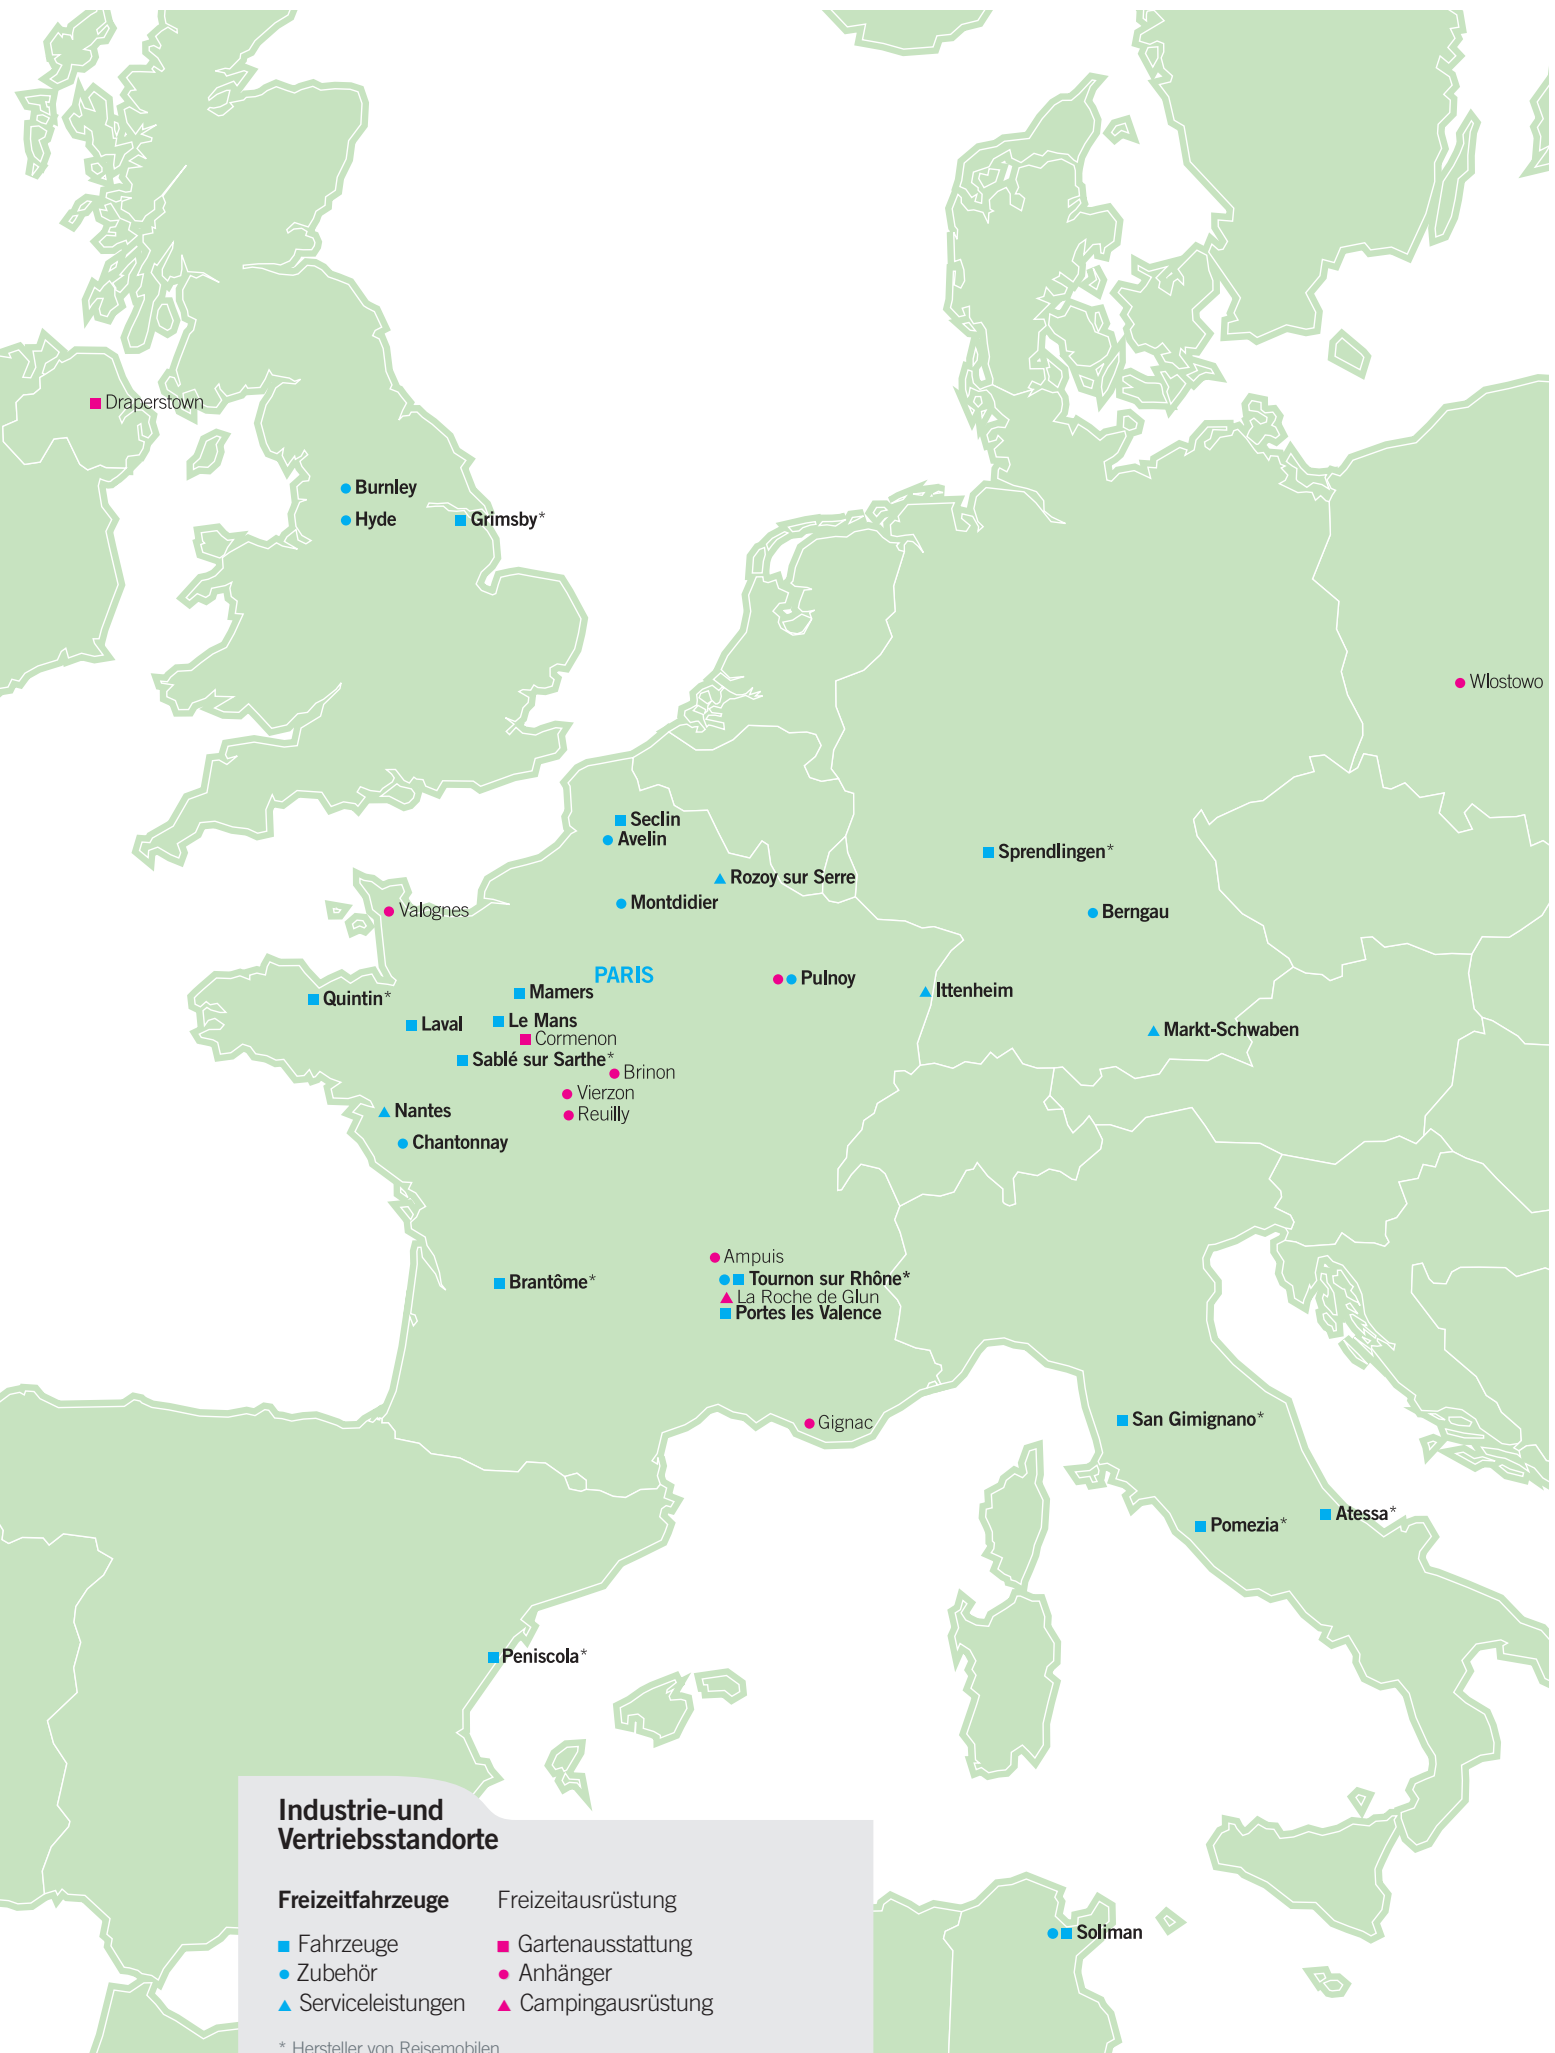 Draperstown
Burnley
Hyde
Grimsby*
Wlostowo
Seclin
Avelin
Sprendlingen*
Rozoy sur Serre
Montdidier
Valognes
Berngau
PARIS
Pulnoy
Mamers
Ittenheim
Quintin*
Laval
Le Mans
Markt-Schwaben
Cormenon
Sablé sur Sarthe*
Brinon
Vierzon
Nantes
Reuilly
Chantonnay
Ampuis
Brantôme*
Tournon sur Rhône*
La Roche de Glun
Portes les Valence
San Gimignano*
Gignac
Atessa*
Pomezia*
Peniscola*
Industrie-und
Vertriebsstandorte
Freizeitfahrzeuge Freizeitausrüstung
Fahrzeuge Gartenausstattung
Zubehör Anhänger
Serviceleistungen Campingausrüstung
* Hersteller von Reisemobilen
Soliman